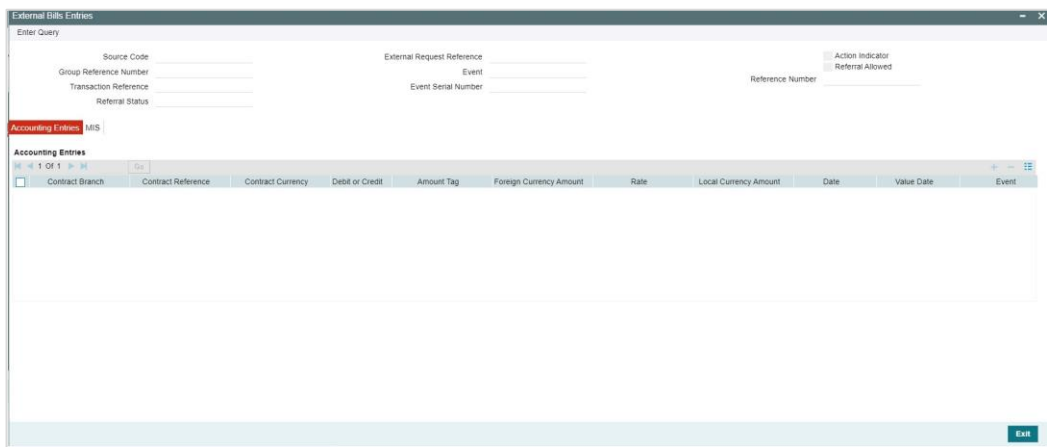 External Bills Entries
Enter Query
Source Code
External Request Reference
Action Indicator
Group Reference Number
Event
Referral Allowed
Transaction Reference
Event Serial Number
Reference Number
Referral Status
Accounting Entries MIS
Accounting Entries
1 Of 1 Go
Contract Branch Contract Reference Contract Currency Debit or Credit Amount Tag Foreign Currency Amount Rate Local Currency Amount Date Value Date Event
Exit